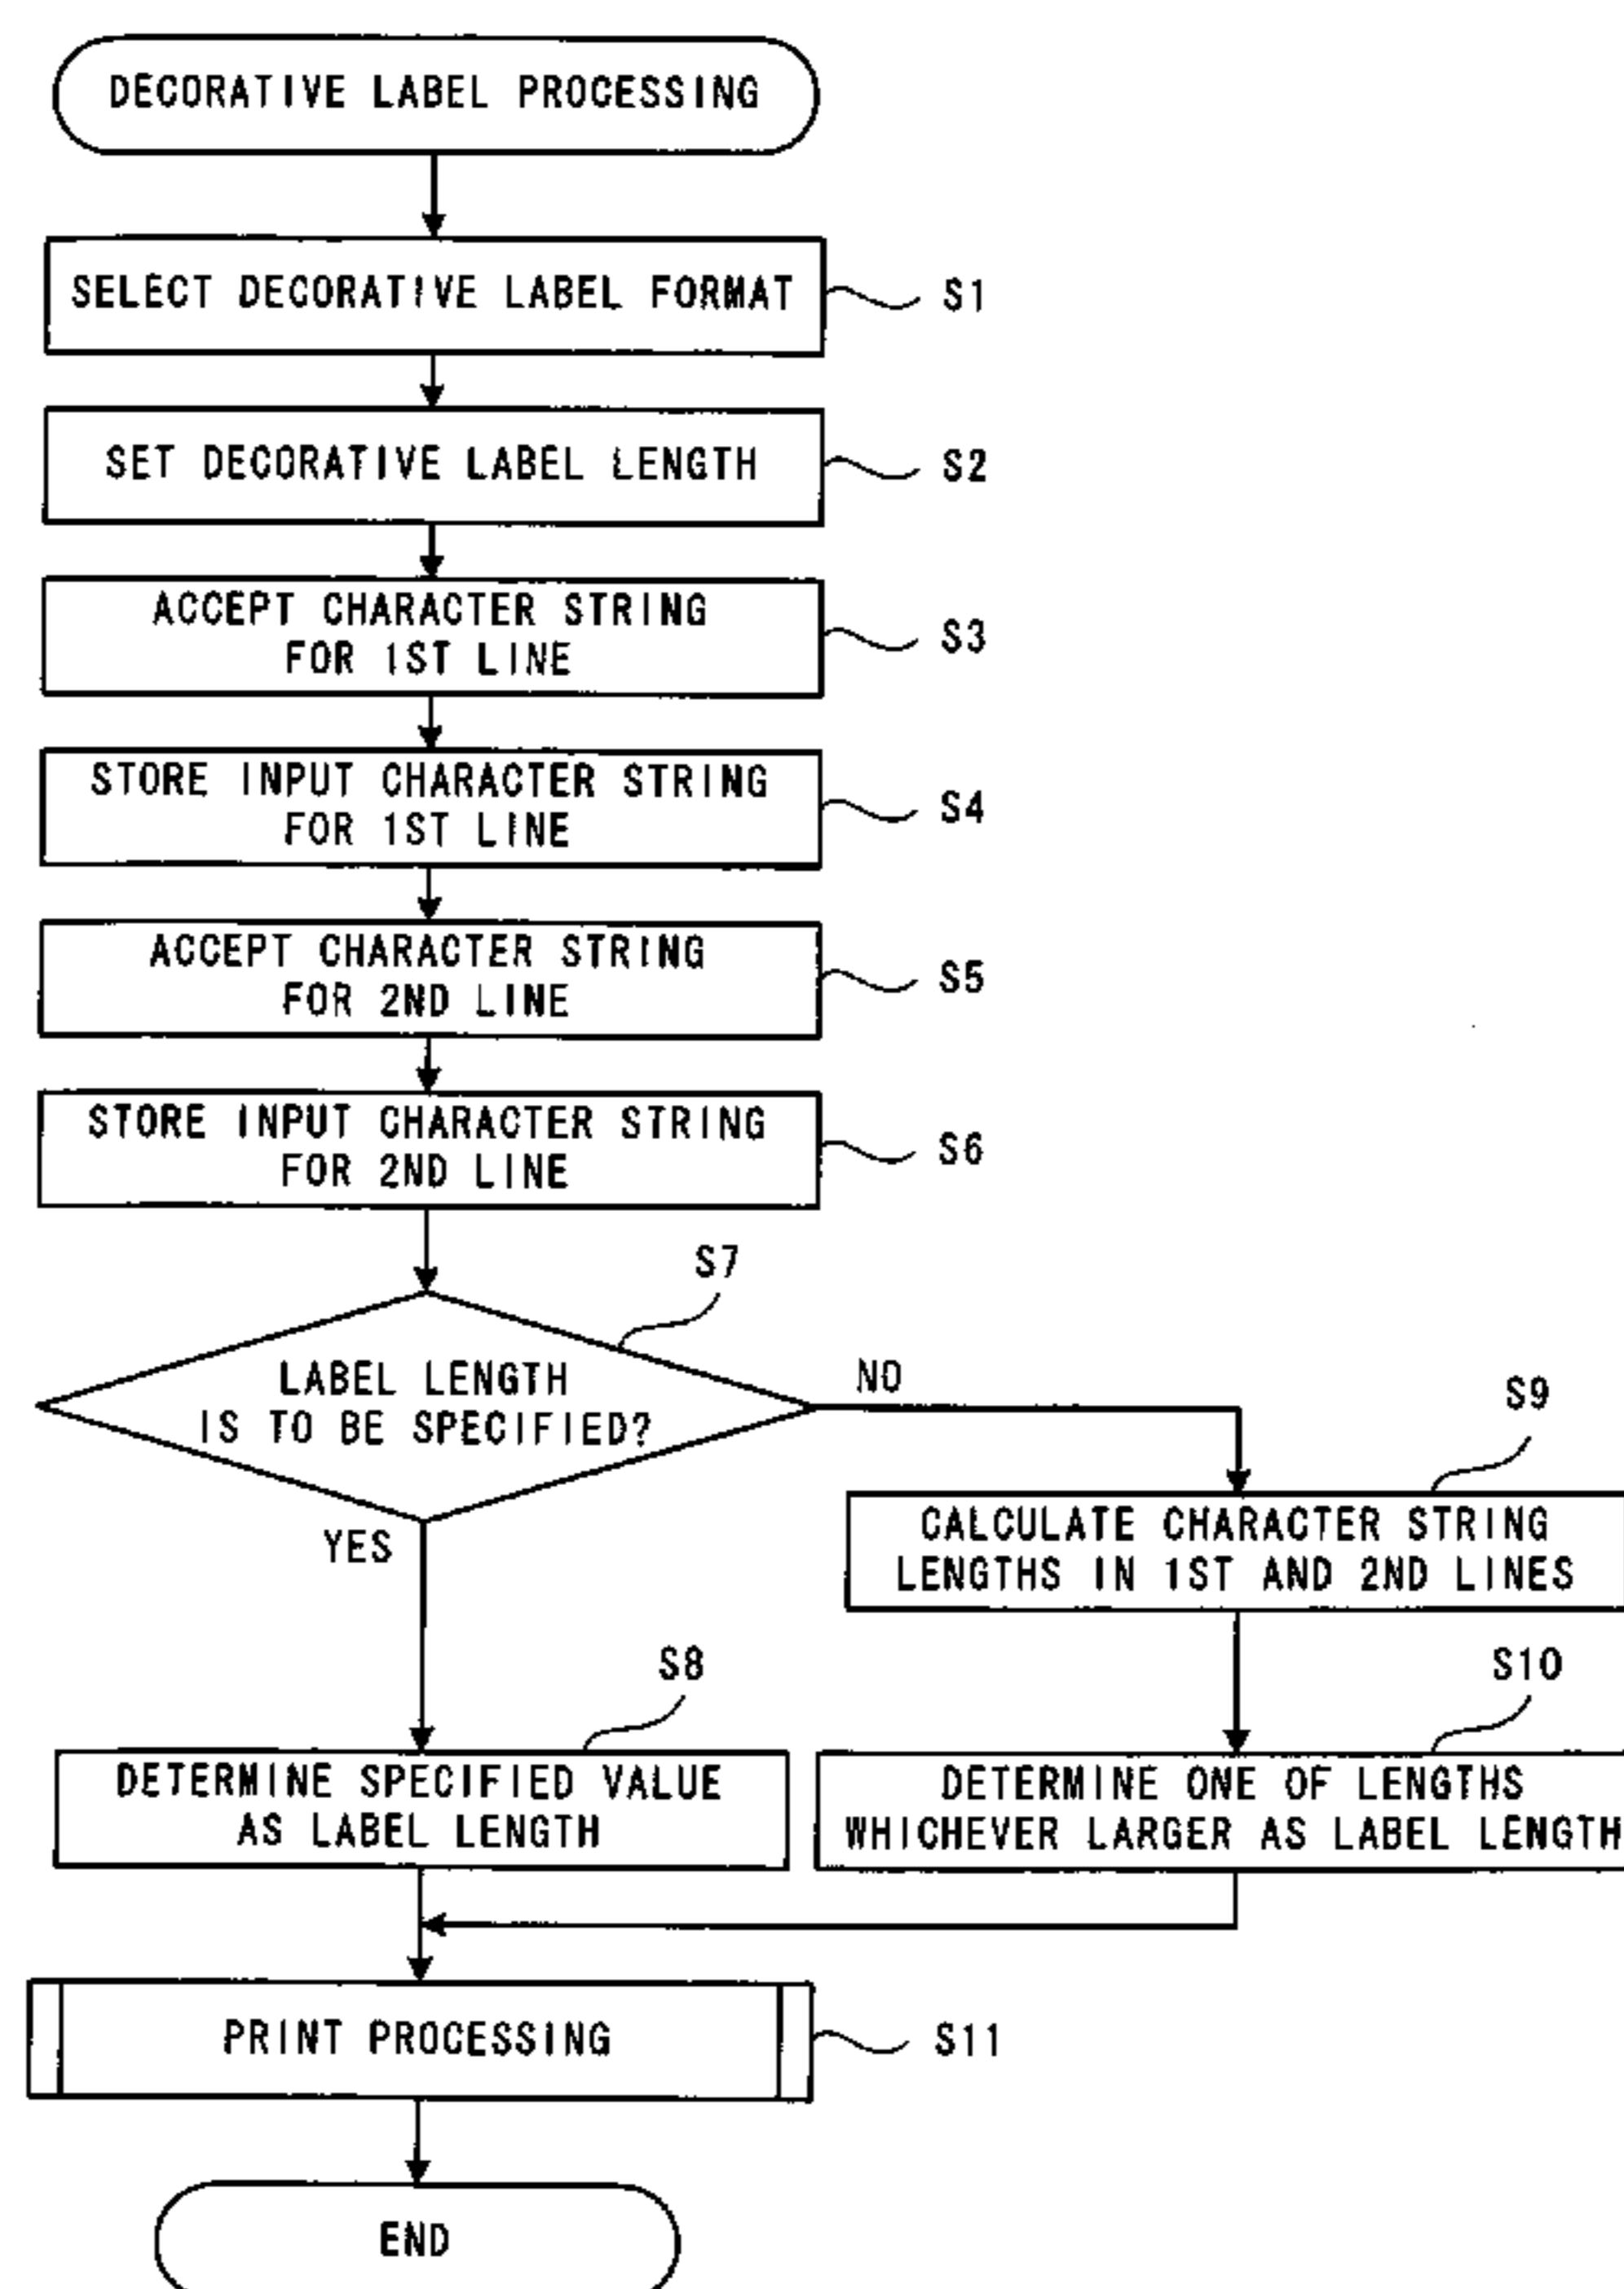 DECORATIVE LABEL PROCESSING
SELECT DECORATIVE LABEL FORMAT
S1
SET DECORATIVE LABEL LENGTH
S2
ACCEPT CHARACTER STRING
FOR 1ST LINE
S3
STORE INPUT CHARACTER STRING
FOR 1ST LINE
S4
ACCEPT CHARACTER STRING
FOR 2ND LINE
S5
STORE INPUT CHARACTER STRING
FOR 2ND LINE
S6
S7
LABEL LENGTH
IS TO BE SPECIFIED?
NO
YES
S9
CALCULATE CHARACTER STRING
LENGTHS IN 1ST AND 2ND LINES
S8
DETERMINE SPECIFIED VALUE
AS LABEL LENGTH
S10
DETERMINE ONE OF LENGTHS
WHICHEVER LARGER AS LABEL LENGTH
PRINT PROCESSING
S11
END